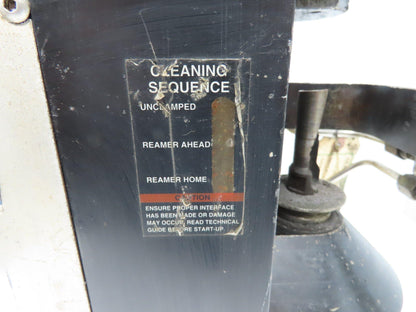 CLEANING
SEQUENCE
UNCLAMPED
REAMER AHEAD
REAMER HOME
CAUTION
ENSURE PROPER INTERFACE
HAS BEEN MADE OR DAMAGE
MAY OCCUR, READ TECHNICAL
GUIDE BEFORE START-UP